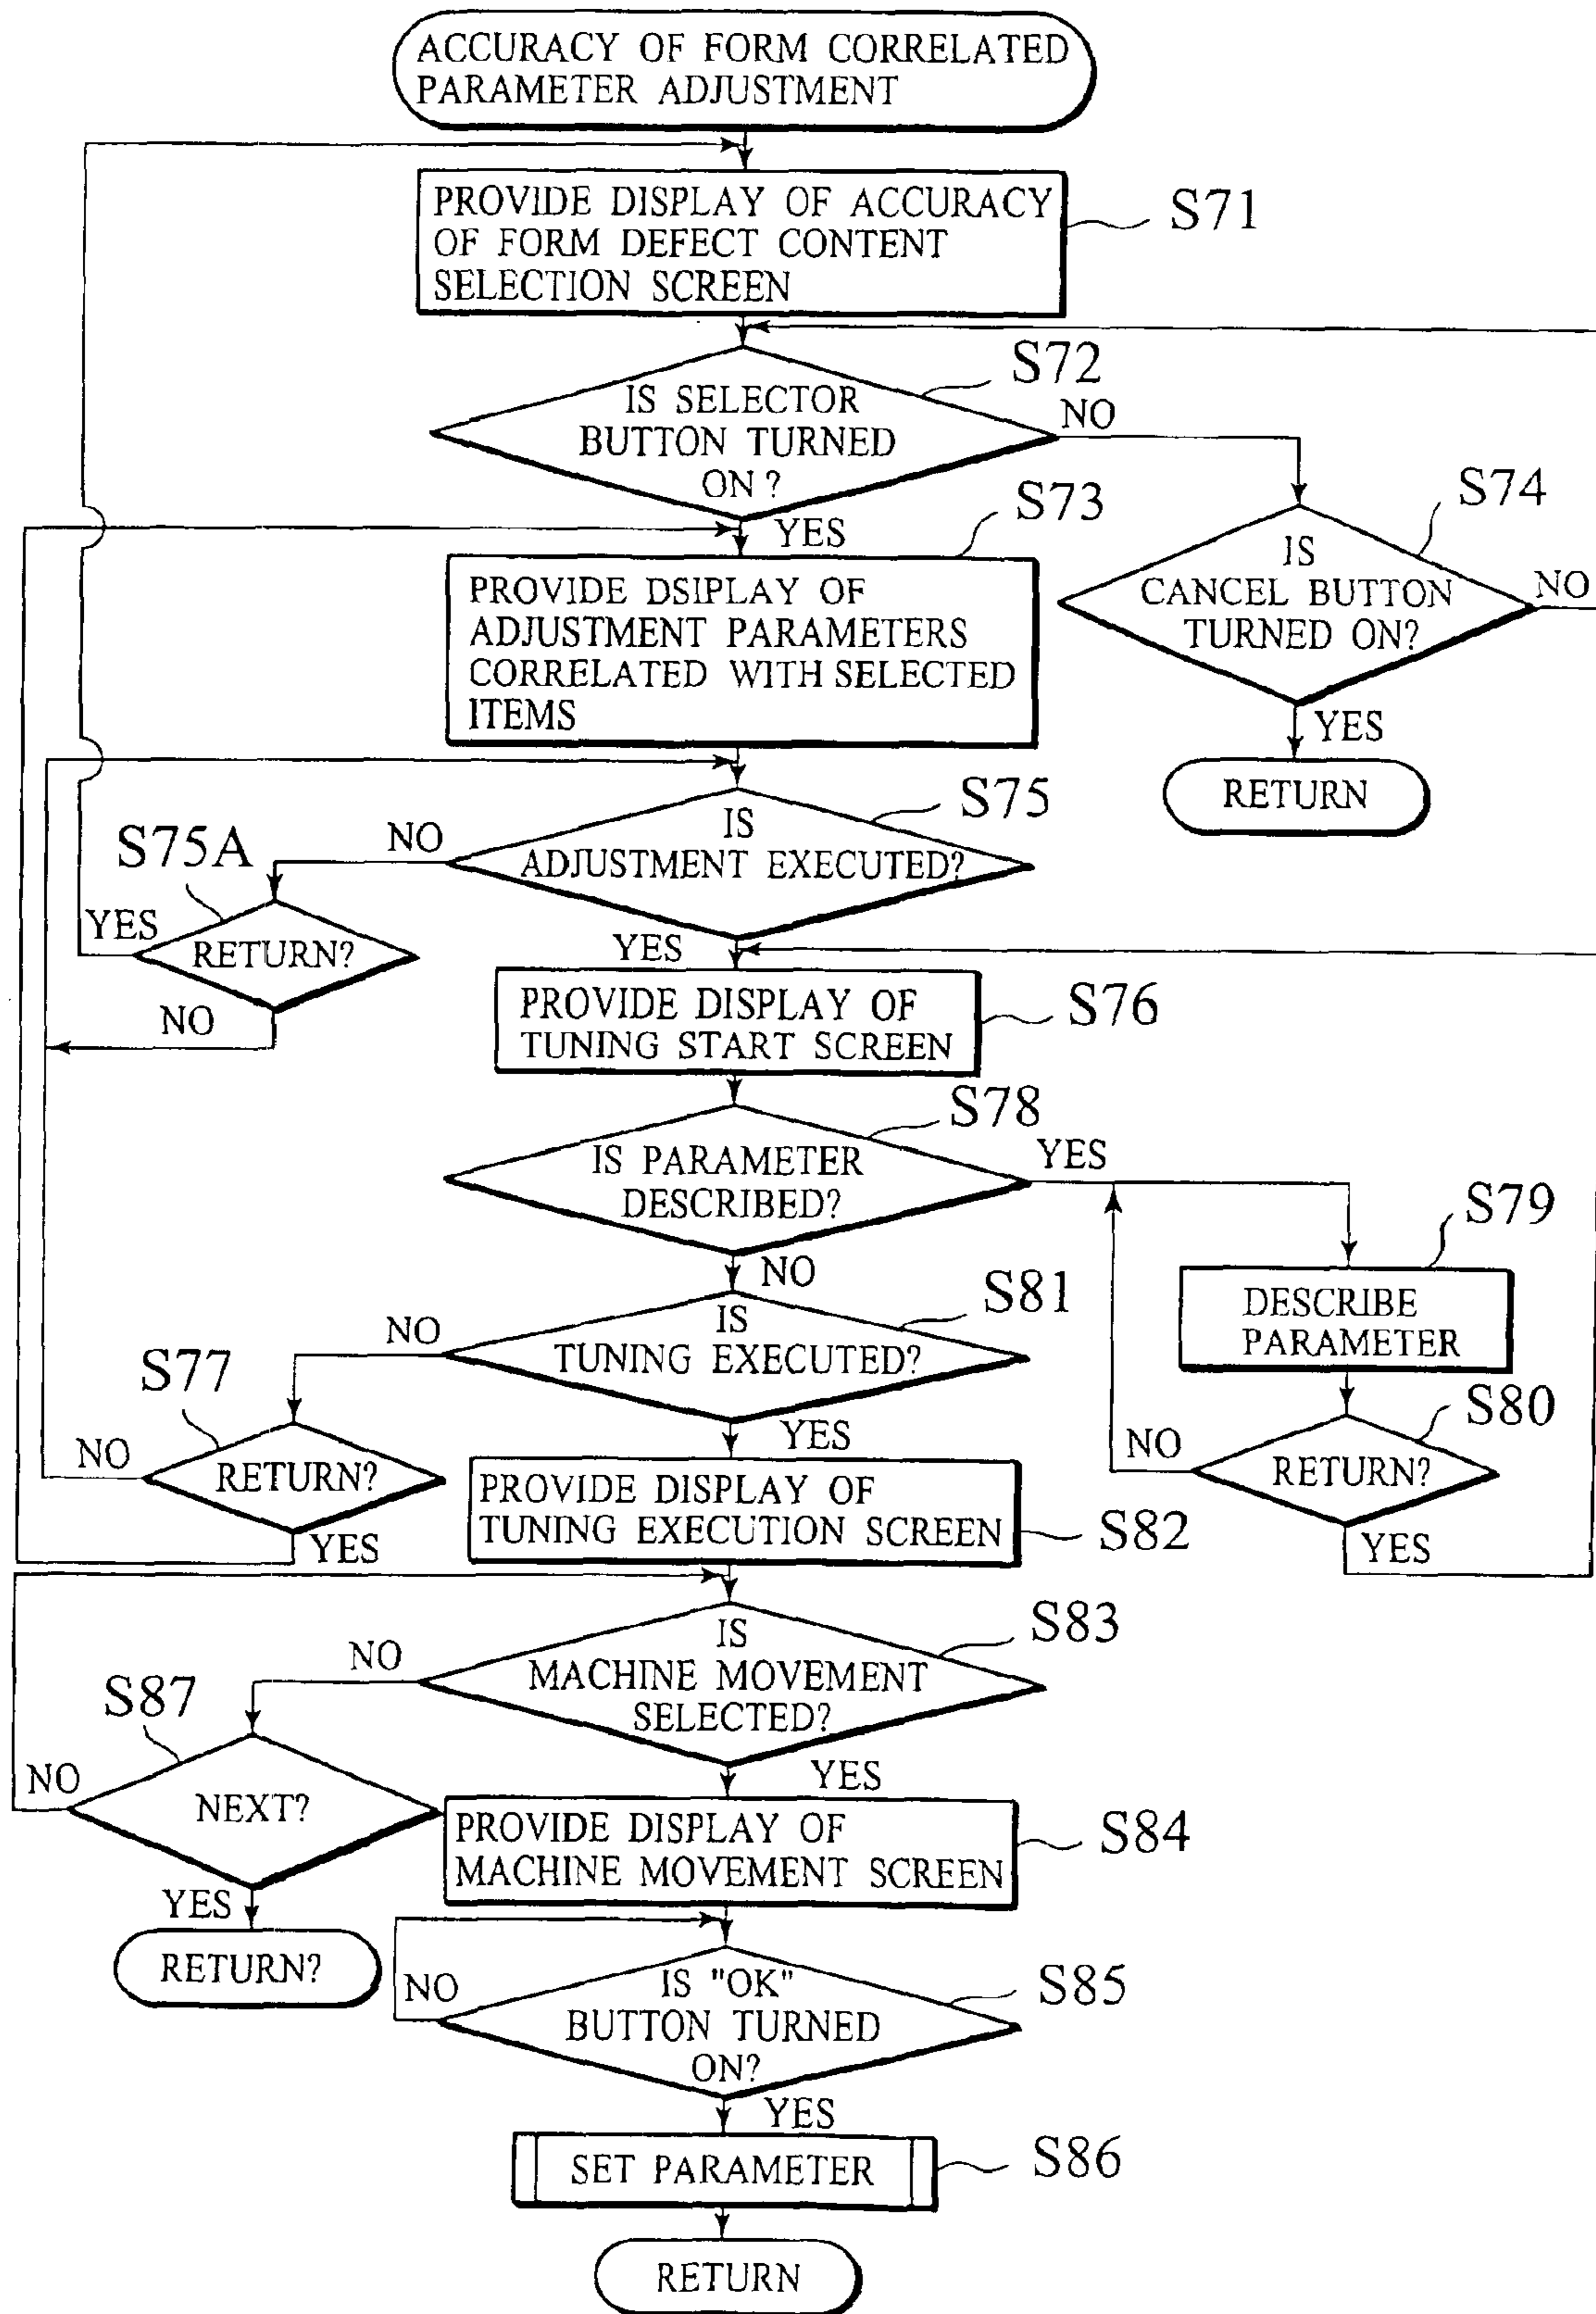 ACCURACY OF FORM CORRELATED
PARAMETER ADJUSTMENT
PROVIDE DISPLAY OF ACCURACY
OF FORM DEFECT CONTENT
SELECTION SCREEN
S71
IS SELECTOR
BUTTON TURNED
ON ?
S72
NO
YES
S73
PROVIDE DSIPLAY OF
ADJUSTMENT PARAMETERS
CORRELATED WITH SELECTED
ITEMS
S74
IS
CANCEL BUTTON
TURNED ON?
NO
YES
RETURN
S75
IS
ADJUSTMENT EXECUTED?
NO
S75A
YES
RETURN?
NO
YES
PROVIDE DISPLAY OF
TUNING START SCREEN
S76
S78
IS PARAMETER
DESCRIBED?
YES
S79
DESCRIBE
PARAMETER
S80
RETURN?
NO
YES
NO
S81
IS
TUNING EXECUTED?
NO
S77
NO
RETURN?
YES
YES
PROVIDE DISPLAY OF
TUNING EXECUTION SCREEN
S82
S83
IS
MACHINE MOVEMENT
SELECTED?
NO
S87
NO
NEXT?
YES
RETURN?
YES
PROVIDE DISPLAY OF
MACHINE MOVEMENT SCREEN
S84
IS "OK"
BUTTON TURNED
ON?
S85
NO
YES
SET PARAMETER
S86
RETURN